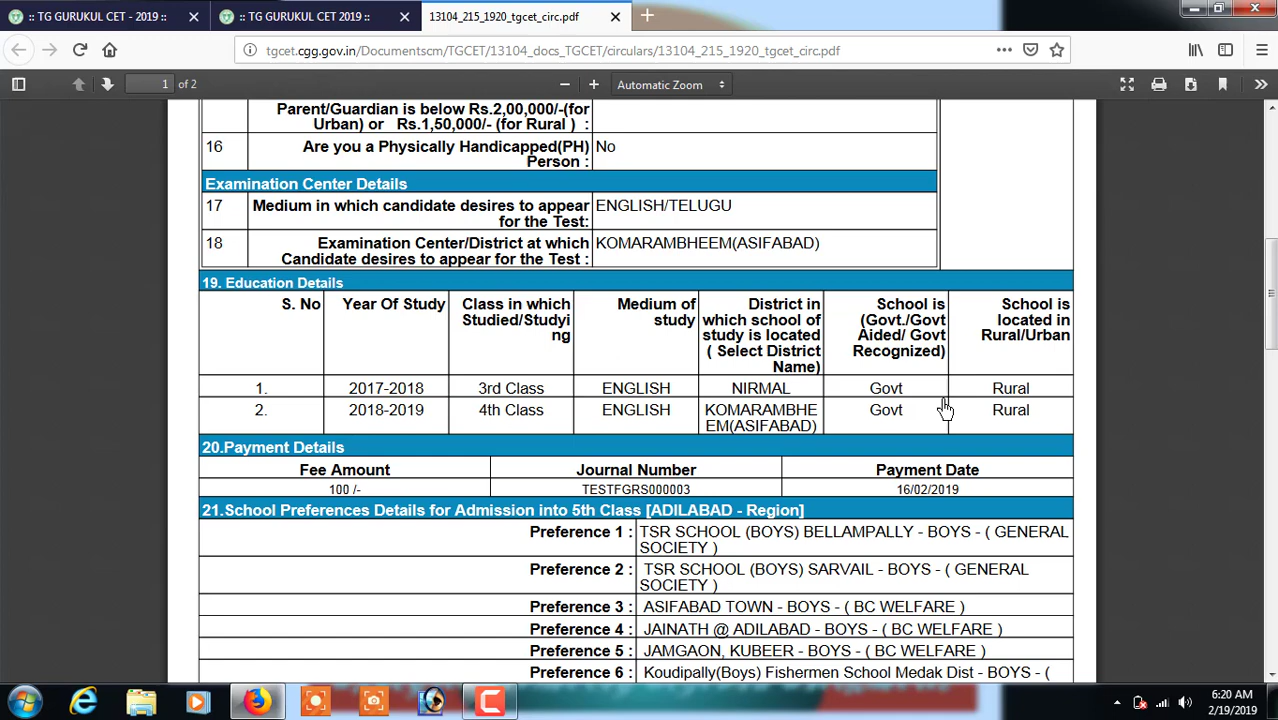 :: TG GURUKUL CET - 2019 ::
:: TG GURUKUL CET 2019 ::
13104_215_1920_tgcet_circ.pdf
tgcet.cgg.gov.in/Documentscm/TGCET/13104_docs_TGCET/circulars/13104_215_1920_tgcet_circ.pdf
1 of 2
Automatic Zoom
Parent/Guardian is below Rs.2,00,000/-(for
Urban) or Rs.1,50,000/- (for Rural ) :
16 Are you a Physically Handicapped(PH) No
Person :
Examination Center Details
17 Medium in which candidate desires to appear ENGLISH/TELUGU
for the Test:
18 Examination Center/District at which KOMARAMBHEEM(ASIFABAD)
Candidate desires to appear for the Test :
19. Education Details
S. No Year Of Study Class in which Medium of District in School is School is
Studied/Studyi study which school of (Govt./Govt located in
ng study is located Aided/ Govt Rural/Urban
( Select District Recognized)
Name)
1. 2017-2018 3rd Class ENGLISH NIRMAL Govt Rural
2. 2018-2019 4th Class ENGLISH KOMARAMBHE Govt Rural
EM(ASIFABAD)
20.Payment Details
Fee Amount Journal Number Payment Date
100 /- TESTFGRS000003 16/02/2019
21.School Preferences Details for Admission into 5th Class [ADILABAD - Region]
Preference 1 : TSR SCHOOL (BOYS) BELLAMPALLY - BOYS - ( GENERAL
SOCIETY )
Preference 2 : TSR SCHOOL (BOYS) SARVAIL - BOYS - ( GENERAL
SOCIETY )
Preference 3 : ASIFABAD TOWN - BOYS - ( BC WELFARE )
Preference 4 : JAINATH @ ADILABAD - BOYS - ( BC WELFARE )
Preference 5 : JAMGAON, KUBEER - BOYS - ( BC WELFARE )
Preference 6 : Koudipally(Boys) Fishermen School Medak Dist - BOYS - (
6:20 AM
2/19/2019